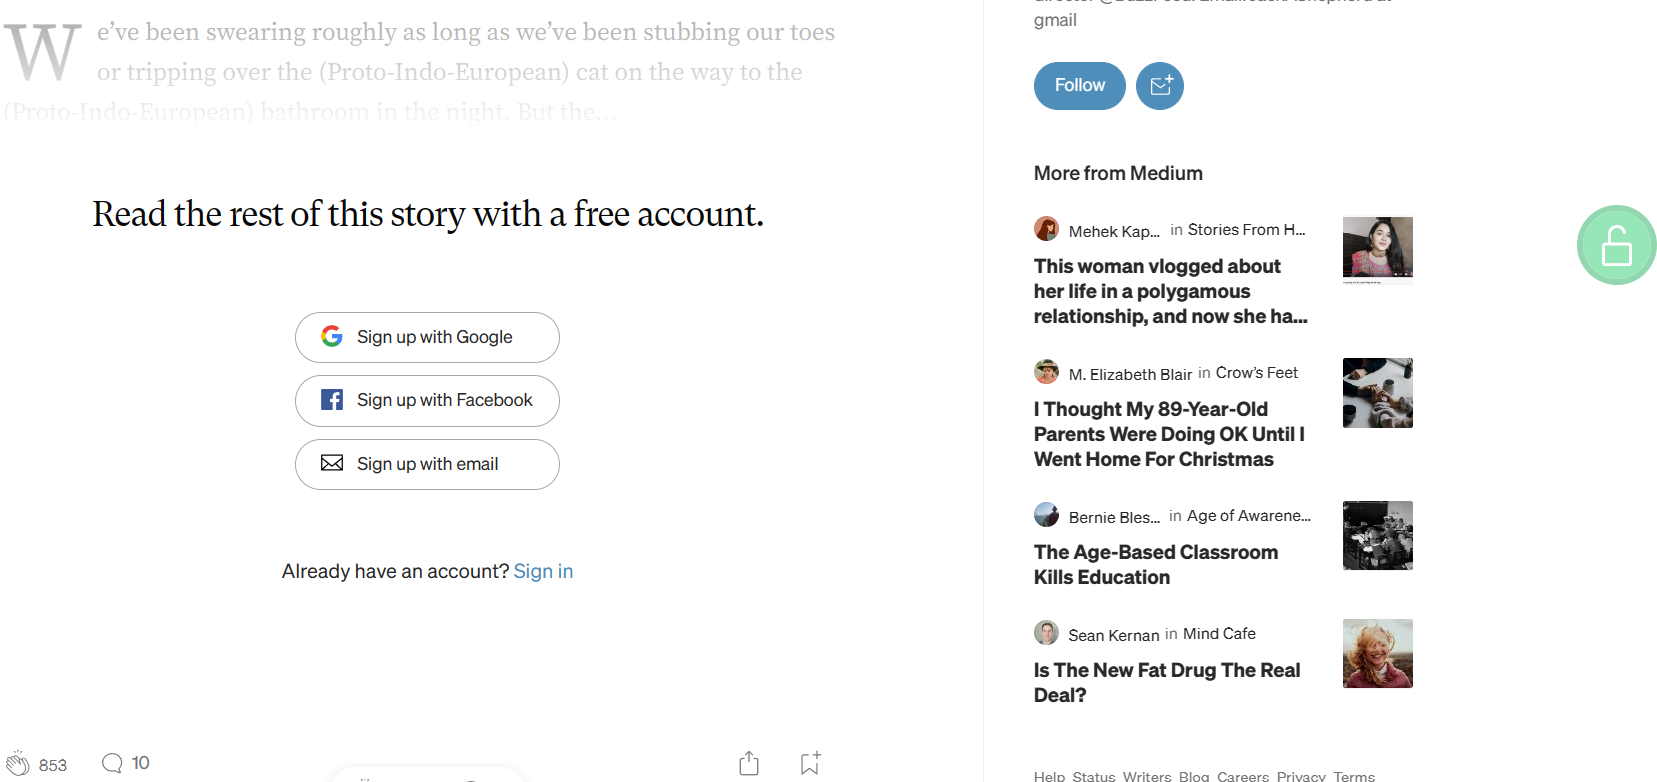 We’ve been swearing roughly as long as we’ve been stubbing our toes
or tripping over the (Proto-Indo-European) cat on the way to the
(Proto-Indo-European) bathroom in the night. But the...
Read the rest of this story with a free account.
Sign up with Google
Sign up with Facebook
Sign up with email
Already have an account? Sign in
853
10
gmail
Follow
More from Medium
Mehek Kap... in Stories From H...
This woman vlogged about
her life in a polygamous
relationship, and now she ha...
M. Elizabeth Blair in Crow’s Feet
I Thought My 89-Year-Old
Parents Were Doing OK Until I
Went Home For Christmas
Bernie Bles... in Age of Awarene...
The Age-Based Classroom
Kills Education
Sean Kernan in Mind Cafe
Is The New Fat Drug The Real
Deal?
Help Status Writers Blog Careers Privacy Terms